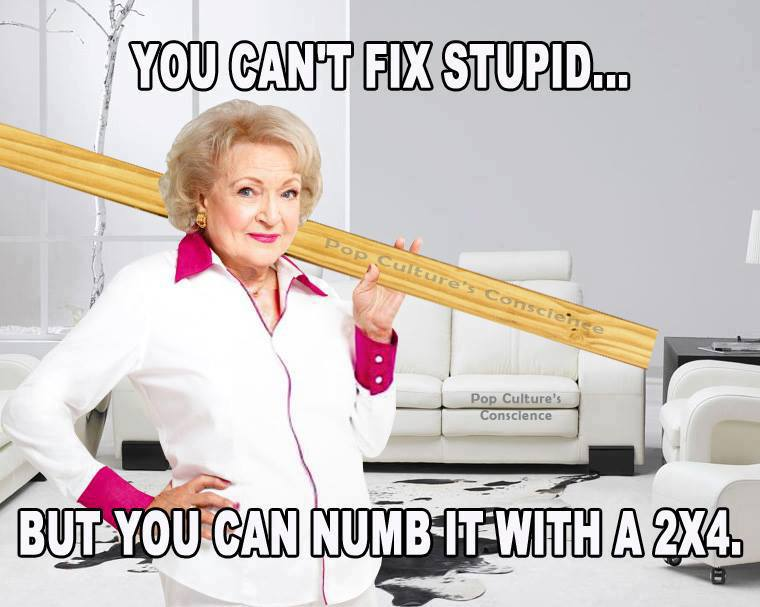 YOU CAN'T FIX STUPID...
Pop Culture's Conscience
Pop Culture's
Conscience
BUT YOU CAN NUMB IT WITH A 2X4.